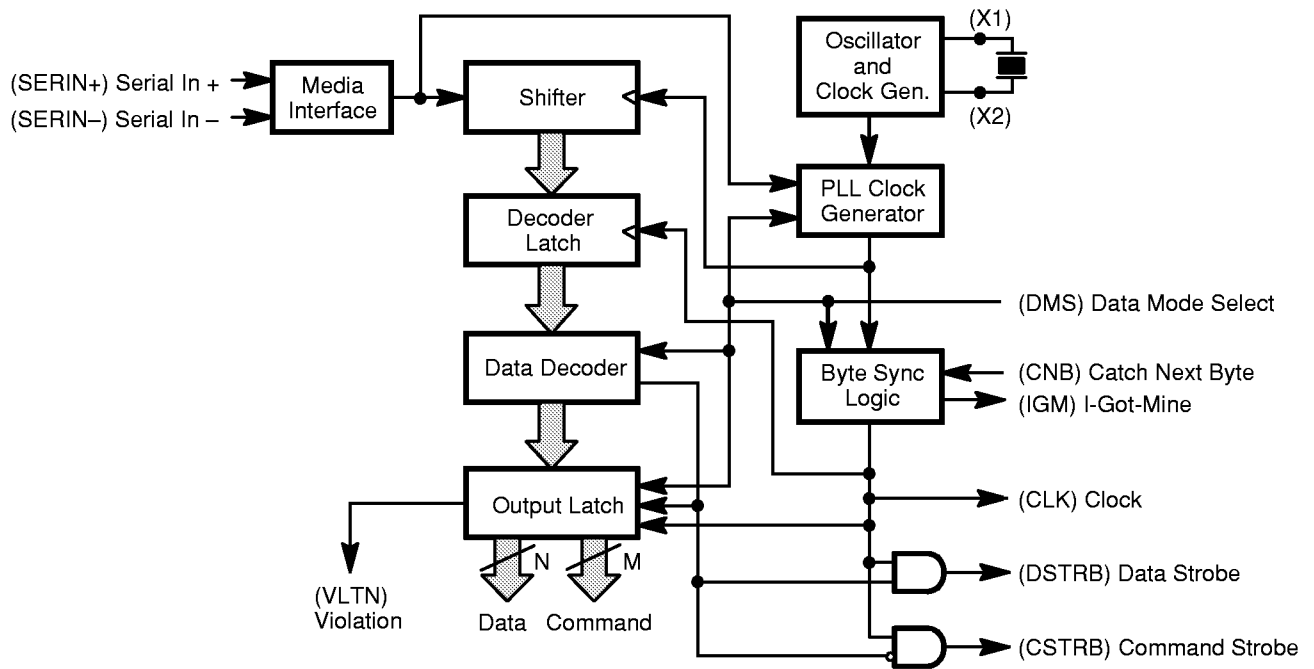 (X1)
Oscillator
and
Clock Gen.
(X2)
(SERIN+) Serial In +
(SERIN–) Serial In –
Media
Interface
Shifter
PLL Clock
Generator
Decoder
Latch
(DMS) Data Mode Select
Data Decoder
Byte Sync
Logic
(CNB) Catch Next Byte
(IGM) I-Got-Mine
Output Latch
(CLK) Clock
N
M
(VLTN)
Violation
Data
Command
(DSTRB) Data Strobe
(CSTRB) Command Strobe